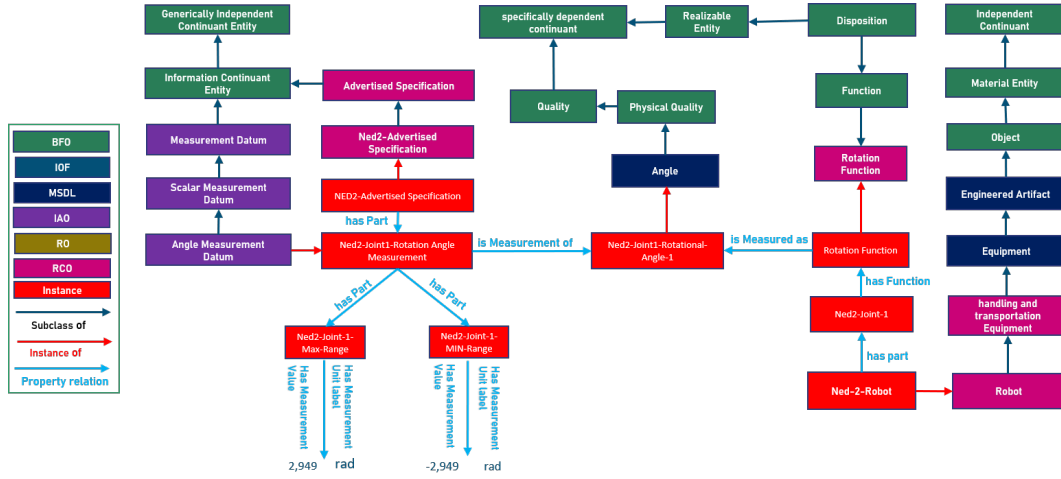 Generically Independent
Continuant Entity
specifically dependent
continuant
Realizable
Entity
Disposition
Independent
Continuant
Information Continuant
Entity
Advertised Specification
Quality
Physical Quality
Function
Material Entity
BFO
IOF
MSDL
IAO
RO
RCO
Instance
Subclass of
Instance of
Property relation
Measurement Datum
Ned2-Advertised
Specification
Rotation
Function
Object
Scalar Measurement
Datum
NED2-Advertised Specification
Angle
Engineered Artifact
has Part
Angle Measurement
Datum
Ned2-Joint1-Rotation Angle
Measurement
is Measurement of
Ned2-Joint1-Rotational-
Angle-1
is Measured as
Rotation Function
Equipment
has Part
has Part
has Function
Ned2-Joint-1-
Max-Range
Ned2-Joint-1-
MIN-Range
Ned2-Joint-1
handling and
transportation
Equipment
has part
Ned-2-Robot
Robot
Has Measurement
Value
Has Measurement
Unit label
Has Measurement
Value
Has Measurement
Unit label
2,949
rad
-2,949
rad